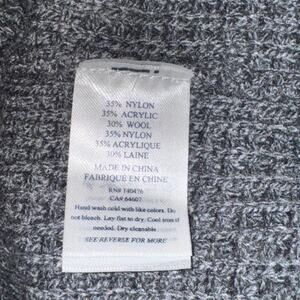 35% NYLON
35% ACRYLIC
30% WOOL
35% NYLON
35% ACRYLIQUE
30% LAINE
MADE IN CHINA
FABRIQUÉ EN CHINE
RN# 140476
CA# 64607
Hand wash cold with like colors. Do
not bleach. Lay flat to dry. Cool iron if
needed. Dry cleanable
SEE REVERSE FOR MORE